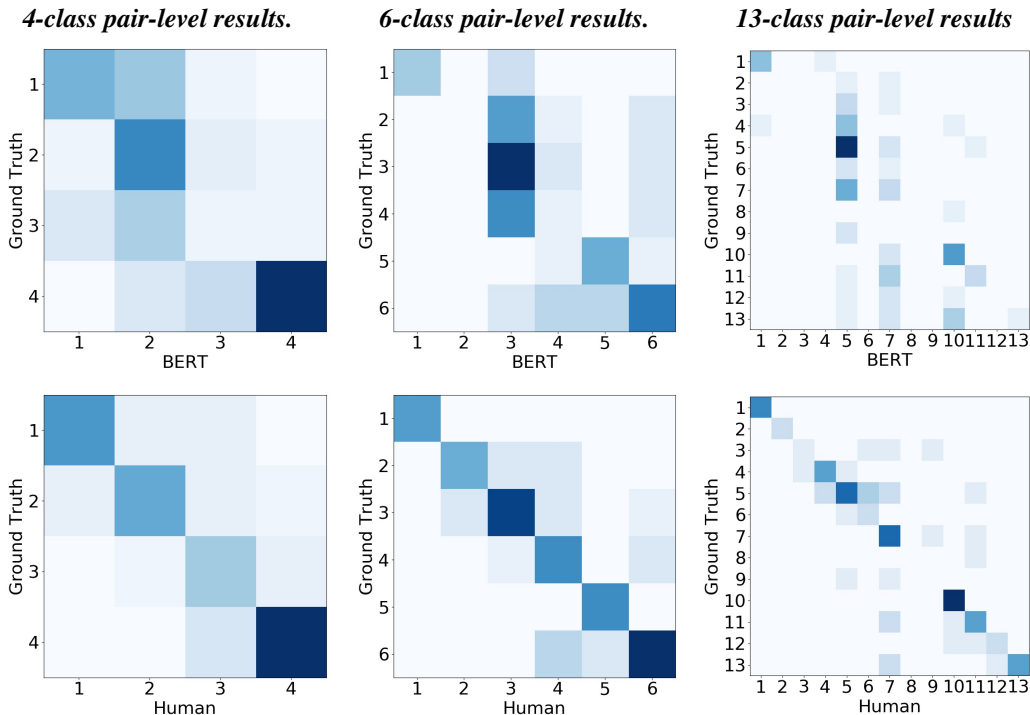 4-class pair-level results.
6-class pair-level results.
13-class pair-level results
Ground Truth
1
2
3
4
1 2 3 4
BERT
Ground Truth
1
2
3
4
5
6
1 2 3 4 5 6
BERT
Ground Truth
1
2
3
4
5
6
7
8
9
10
11
12
13
1 2 3 4 5 6 7 8 9 10 11 12 13
BERT
Ground Truth
1
2
3
4
1 2 3 4
Human
Ground Truth
1
2
3
4
5
6
1 2 3 4 5 6
Human
Ground Truth
1
2
3
4
5
6
7
8
9
10
11
12
13
1 2 3 4 5 6 7 8 9 10 11 12 13
Human